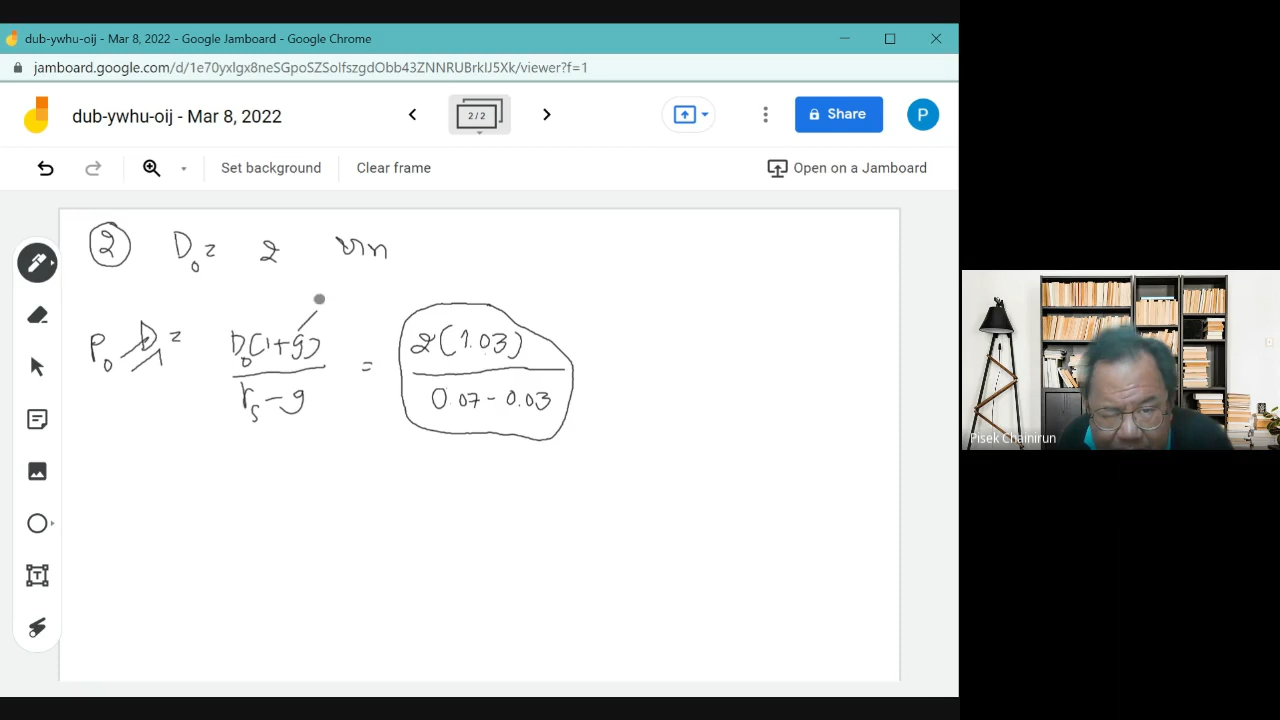 dub-ywhu-oij - Mar 8, 2022 - Google Jamboard - Google Chrome
jamboard.google.com/d/1e70yxlgx8neSGpoSZSolfszgdObb43ZNNRUBrkIJ5Xk/viewer?f=1
dub-ywhu-oij - Mar 8, 2022
2 / 2
Share
P
Set background
Clear frame
Open on a Jamboard
② D₀ = 2 บาท
P₀ = D₀(1+g) / (rₛ - g) = 2(1.03) / (0.07 - 0.03)
Pisek Chainirun